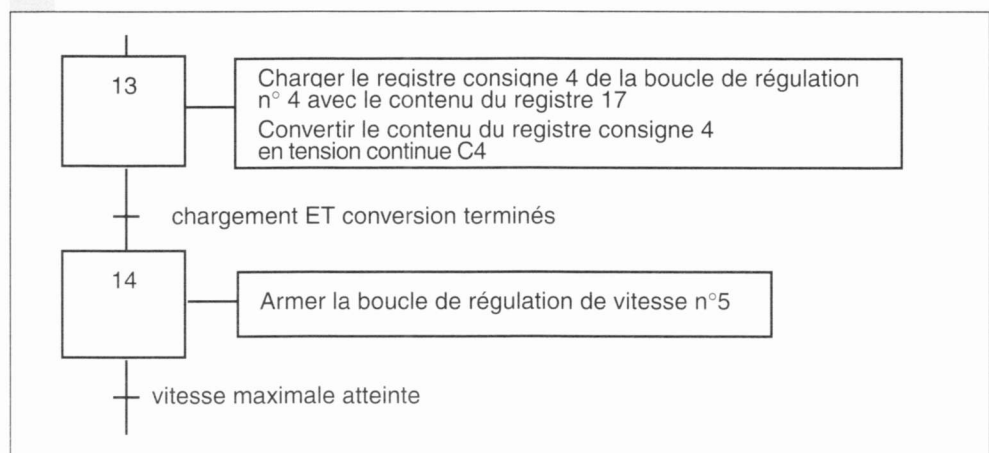 13
Charger le registre consigne 4 de la boucle de régulation
n° 4 avec le contenu du registre 17
Convertir le contenu du registre consigne 4
en tension continue C4
chargement ET conversion terminés
14
Armer la boucle de régulation de vitesse n°5
vitesse maximale atteinte